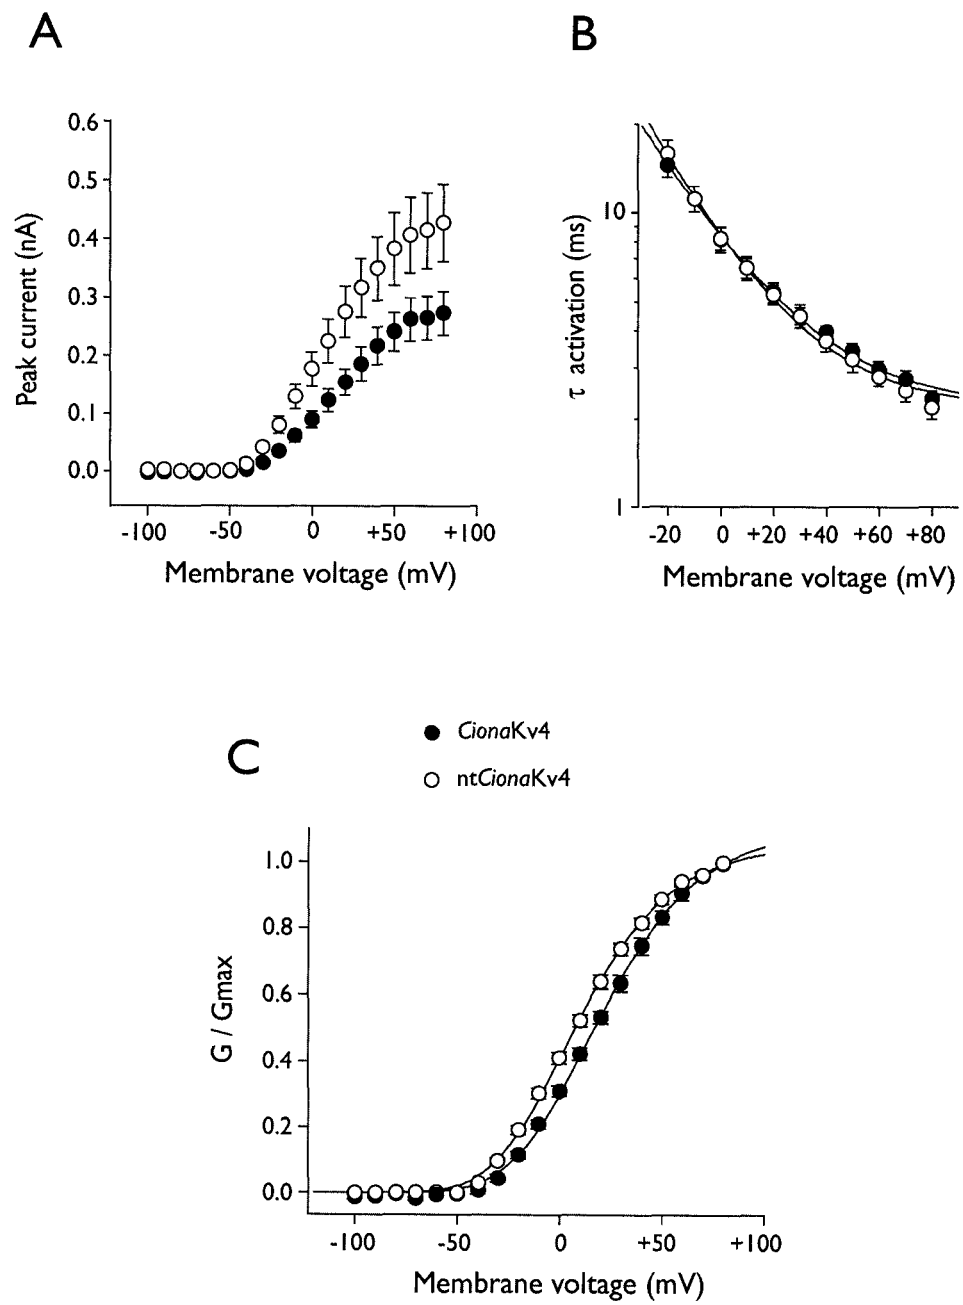 A
B
0.6
0.5
0.4
0.3
0.2
0.1
0.0
Peak current (nA)
-100 -50 0 +50 +100
Membrane voltage (mV)
10
1
τ activation (ms)
-20 0 +20 +40 +60 +80
Membrane voltage (mV)
CionaKv4
ntCionaKv4
C
1.0
0.8
0.6
0.4
0.2
0.0
G / Gmax
-100 -50 0 +50 +100
Membrane voltage (mV)